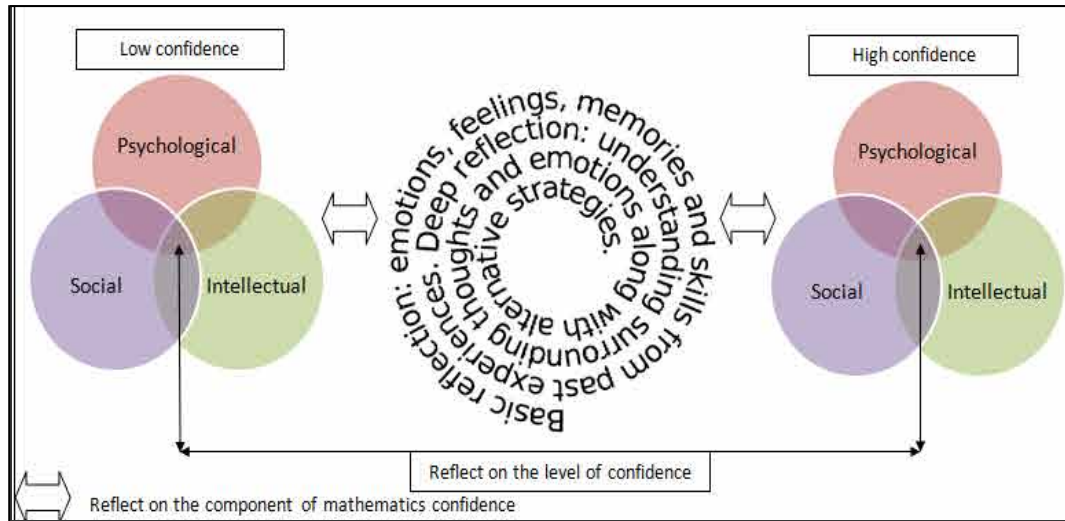 Low confidence
Psychological
Social
Intellectual
Basic reflection: emotions, feelings, memories and skills from past experiences. Deep reflection: understanding surrounding thoughts and emotions along with alternative strategies.
High confidence
Psychological
Social
Intellectual
Reflect on the level of confidence
Reflect on the component of mathematics confidence